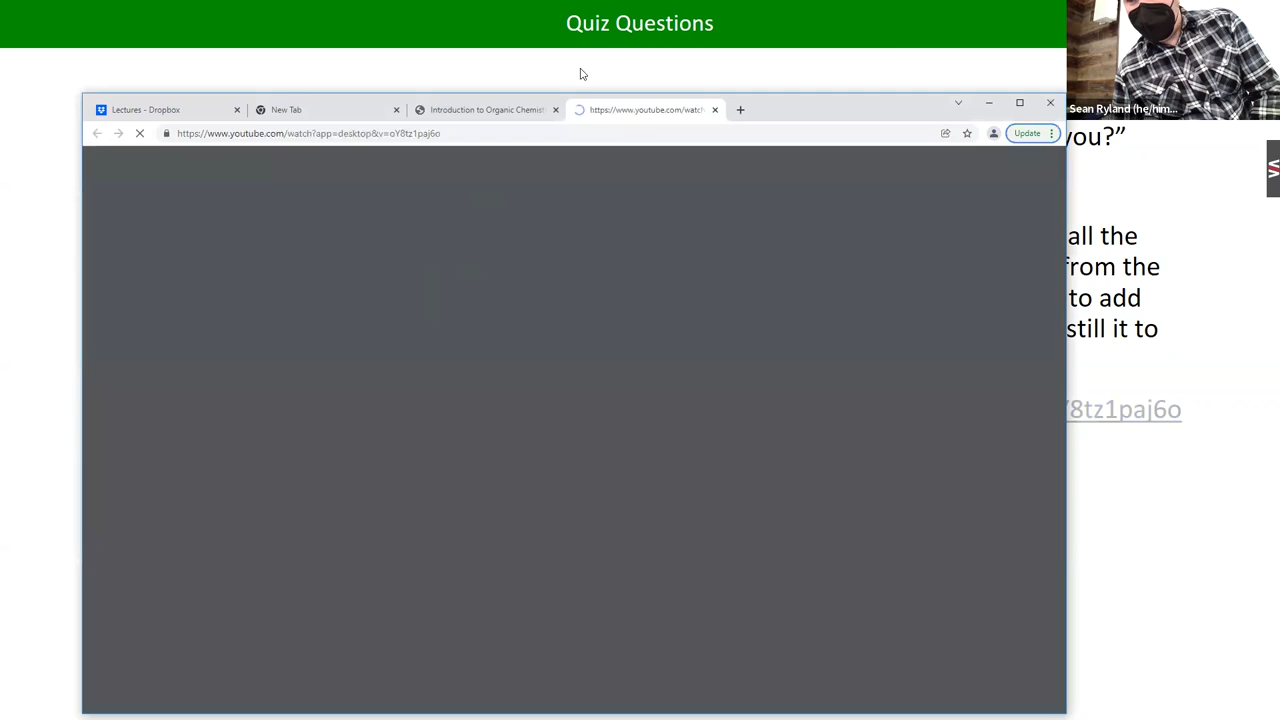 Quiz Questions
Lectures - Dropbox
New Tab
Introduction to Organic Chemist
https://www.youtube.com/watch
https://www.youtube.com/watch?app=desktop&v=oY8tz1paj6o
Update
Sean Ryland (he/him...
you?”
all the
from the
to add
still it to
8tz1paj6o